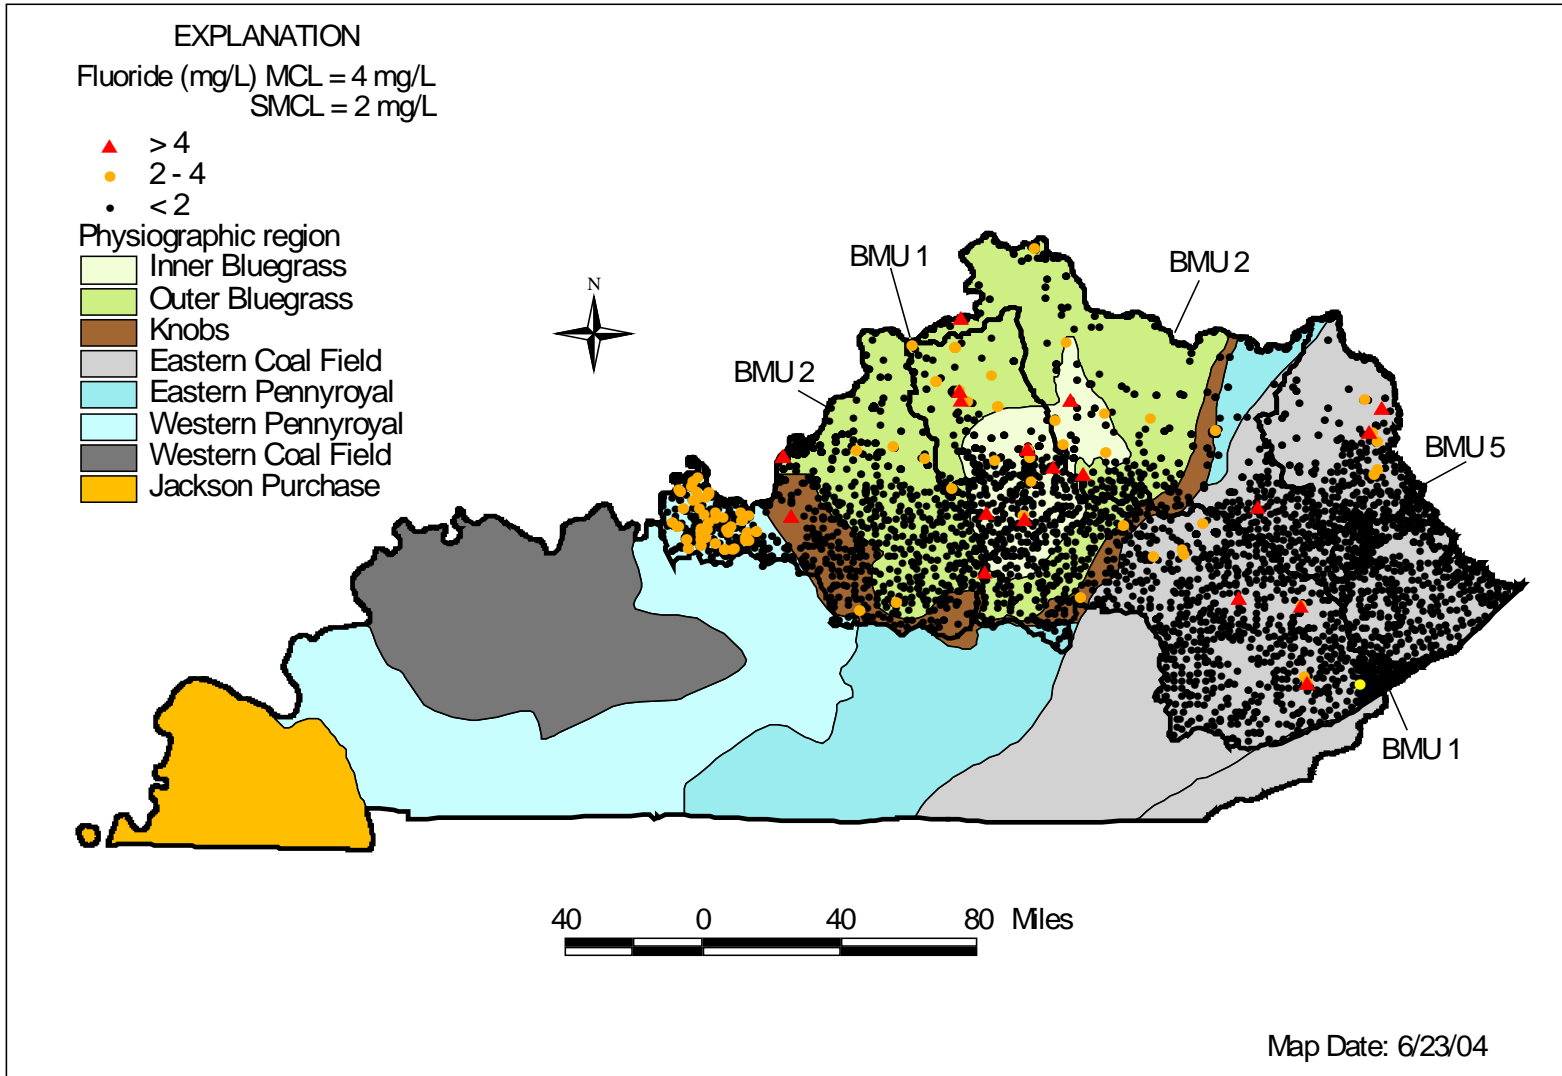 EXPLANATION
Fluoride (mg/L) MCL = 4 mg/L
SMCL = 2 mg/L
> 4
2 - 4
< 2
Physiographic region
Inner Bluegrass
Outer Bluegrass
Knobs
Eastern Coal Field
Eastern Pennyroyal
Western Pennyroyal
Western Coal Field
Jackson Purchase
N
BMU 1
BMU 2
BMU 2
BMU 5
BMU 1
40 0 40 80 Miles
Map Date: 6/23/04